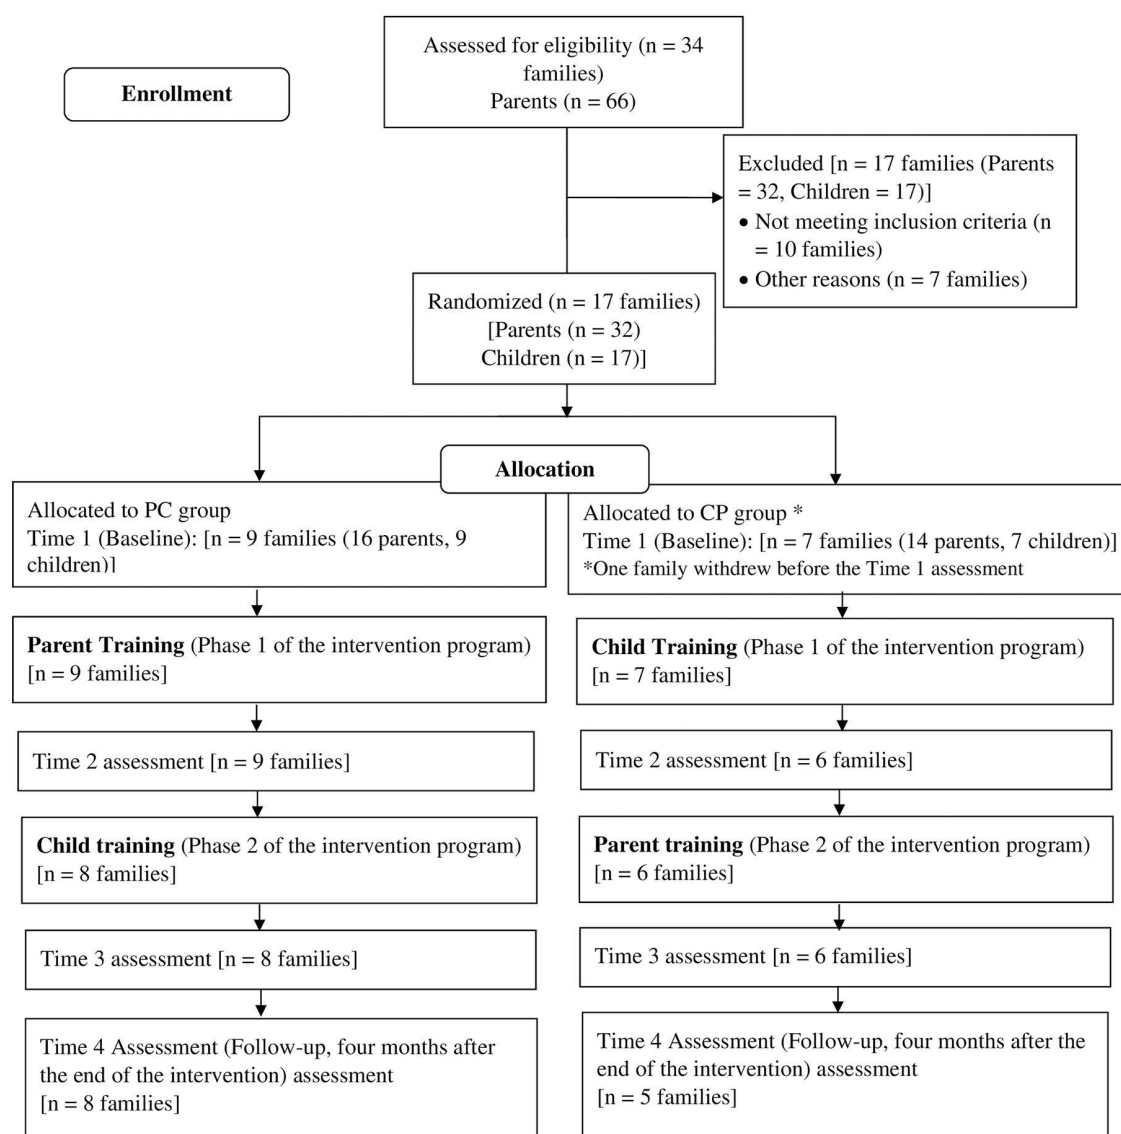 Assessed for eligibility (n = 34
families)
Parents (n = 66)
Enrollment
Excluded [n = 17 families (Parents
= 32, Children = 17)]
• Not meeting inclusion criteria (n
= 10 families)
• Other reasons (n = 7 families)
Randomized (n = 17 families)
[Parents (n = 32)
Children (n = 17)]
Allocation
Allocated to PC group
Time 1 (Baseline): [n = 9 families (16 parents, 9
children)]
Allocated to CP group *
Time 1 (Baseline): [n = 7 families (14 parents, 7 children)]
*One family withdrew before the Time 1 assessment
Parent Training (Phase 1 of the intervention program)
[n = 9 families]
Child Training (Phase 1 of the intervention program)
[n = 7 families]
Time 2 assessment [n = 9 families]
Time 2 assessment [n = 6 families]
Child training (Phase 2 of the intervention program)
[n = 8 families]
Parent training (Phase 2 of the intervention program)
[n = 6 families]
Time 3 assessment [n = 8 families]
Time 3 assessment [n = 6 families]
Time 4 Assessment (Follow-up, four months after
the end of the intervention) assessment
[n = 8 families]
Time 4 Assessment (Follow-up, four months after the
end of the intervention) assessment
[n = 5 families]